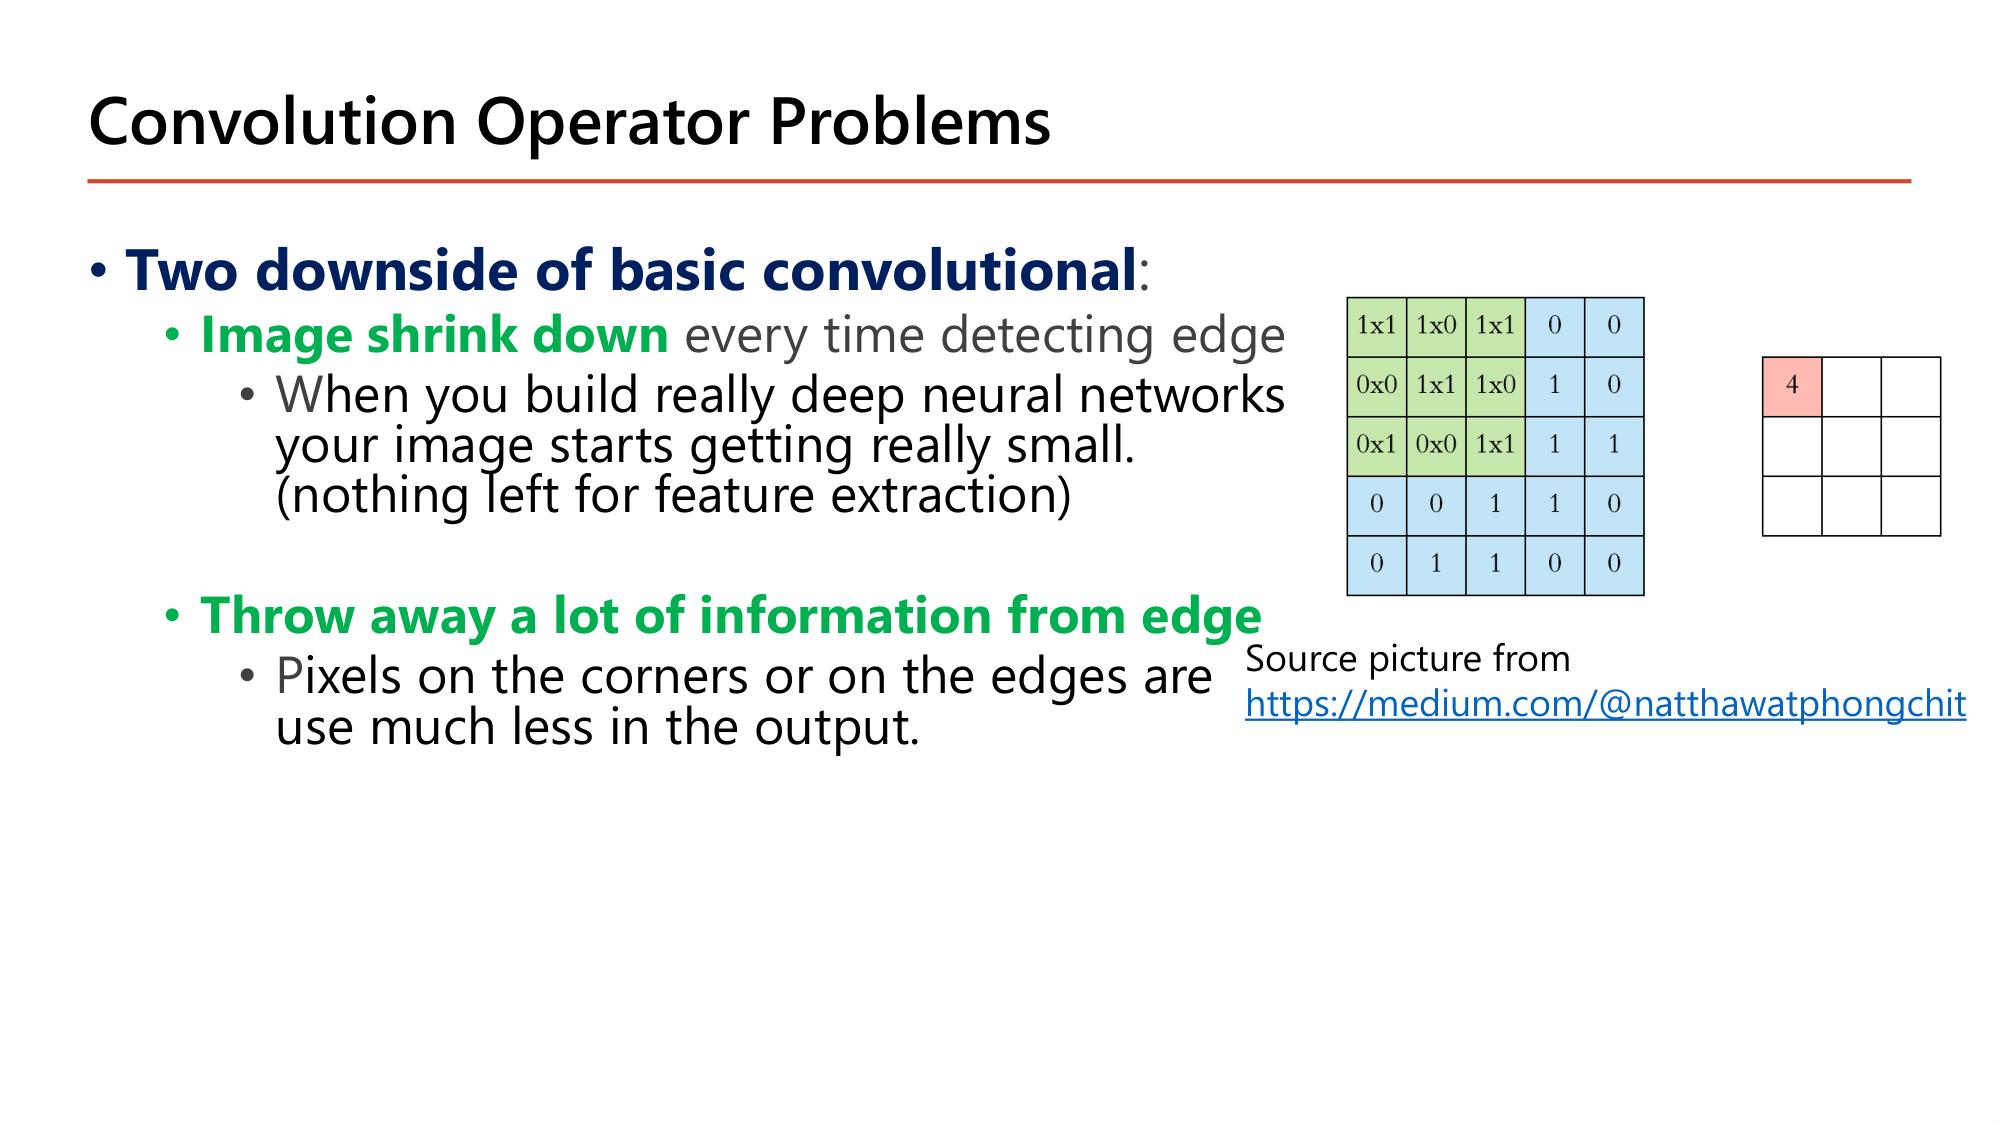 Convolution Operator Problems
• Two downside of basic convolutional:
• Image shrink down every time detecting edge
• When you build really deep neural networks
your image starts getting really small.
(nothing left for feature extraction)
• Throw away a lot of information from edge
• Pixels on the corners or on the edges are
use much less in the output.
1x1 1x0 1x1 0 0
0x0 1x1 1x0 1 0
0x1 0x0 1x1 1 1
0 0 1 1 0
0 1 1 0 0
4
Source picture from
https://medium.com/@natthawatphongchit